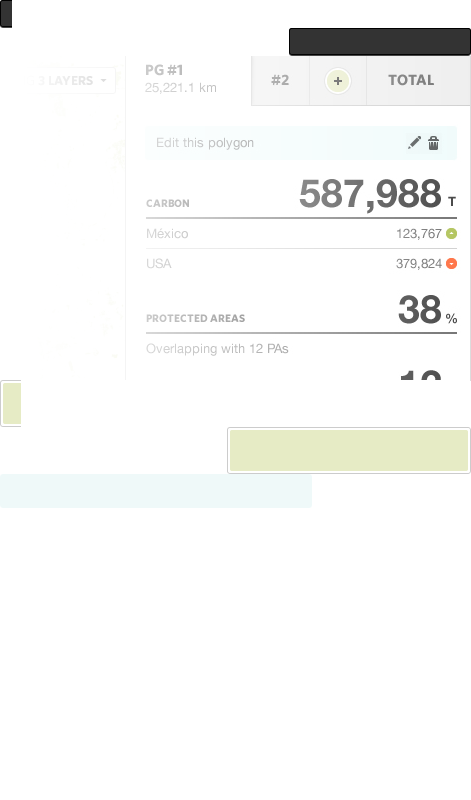 3 LAYERS
PG #1
25,221.1 km
#2
+
TOTAL
Edit this polygon
CARBON 587,988 T
México 123,767
USA 379,824
PROTECTED AREAS 38 %
Overlapping with 12 PAs